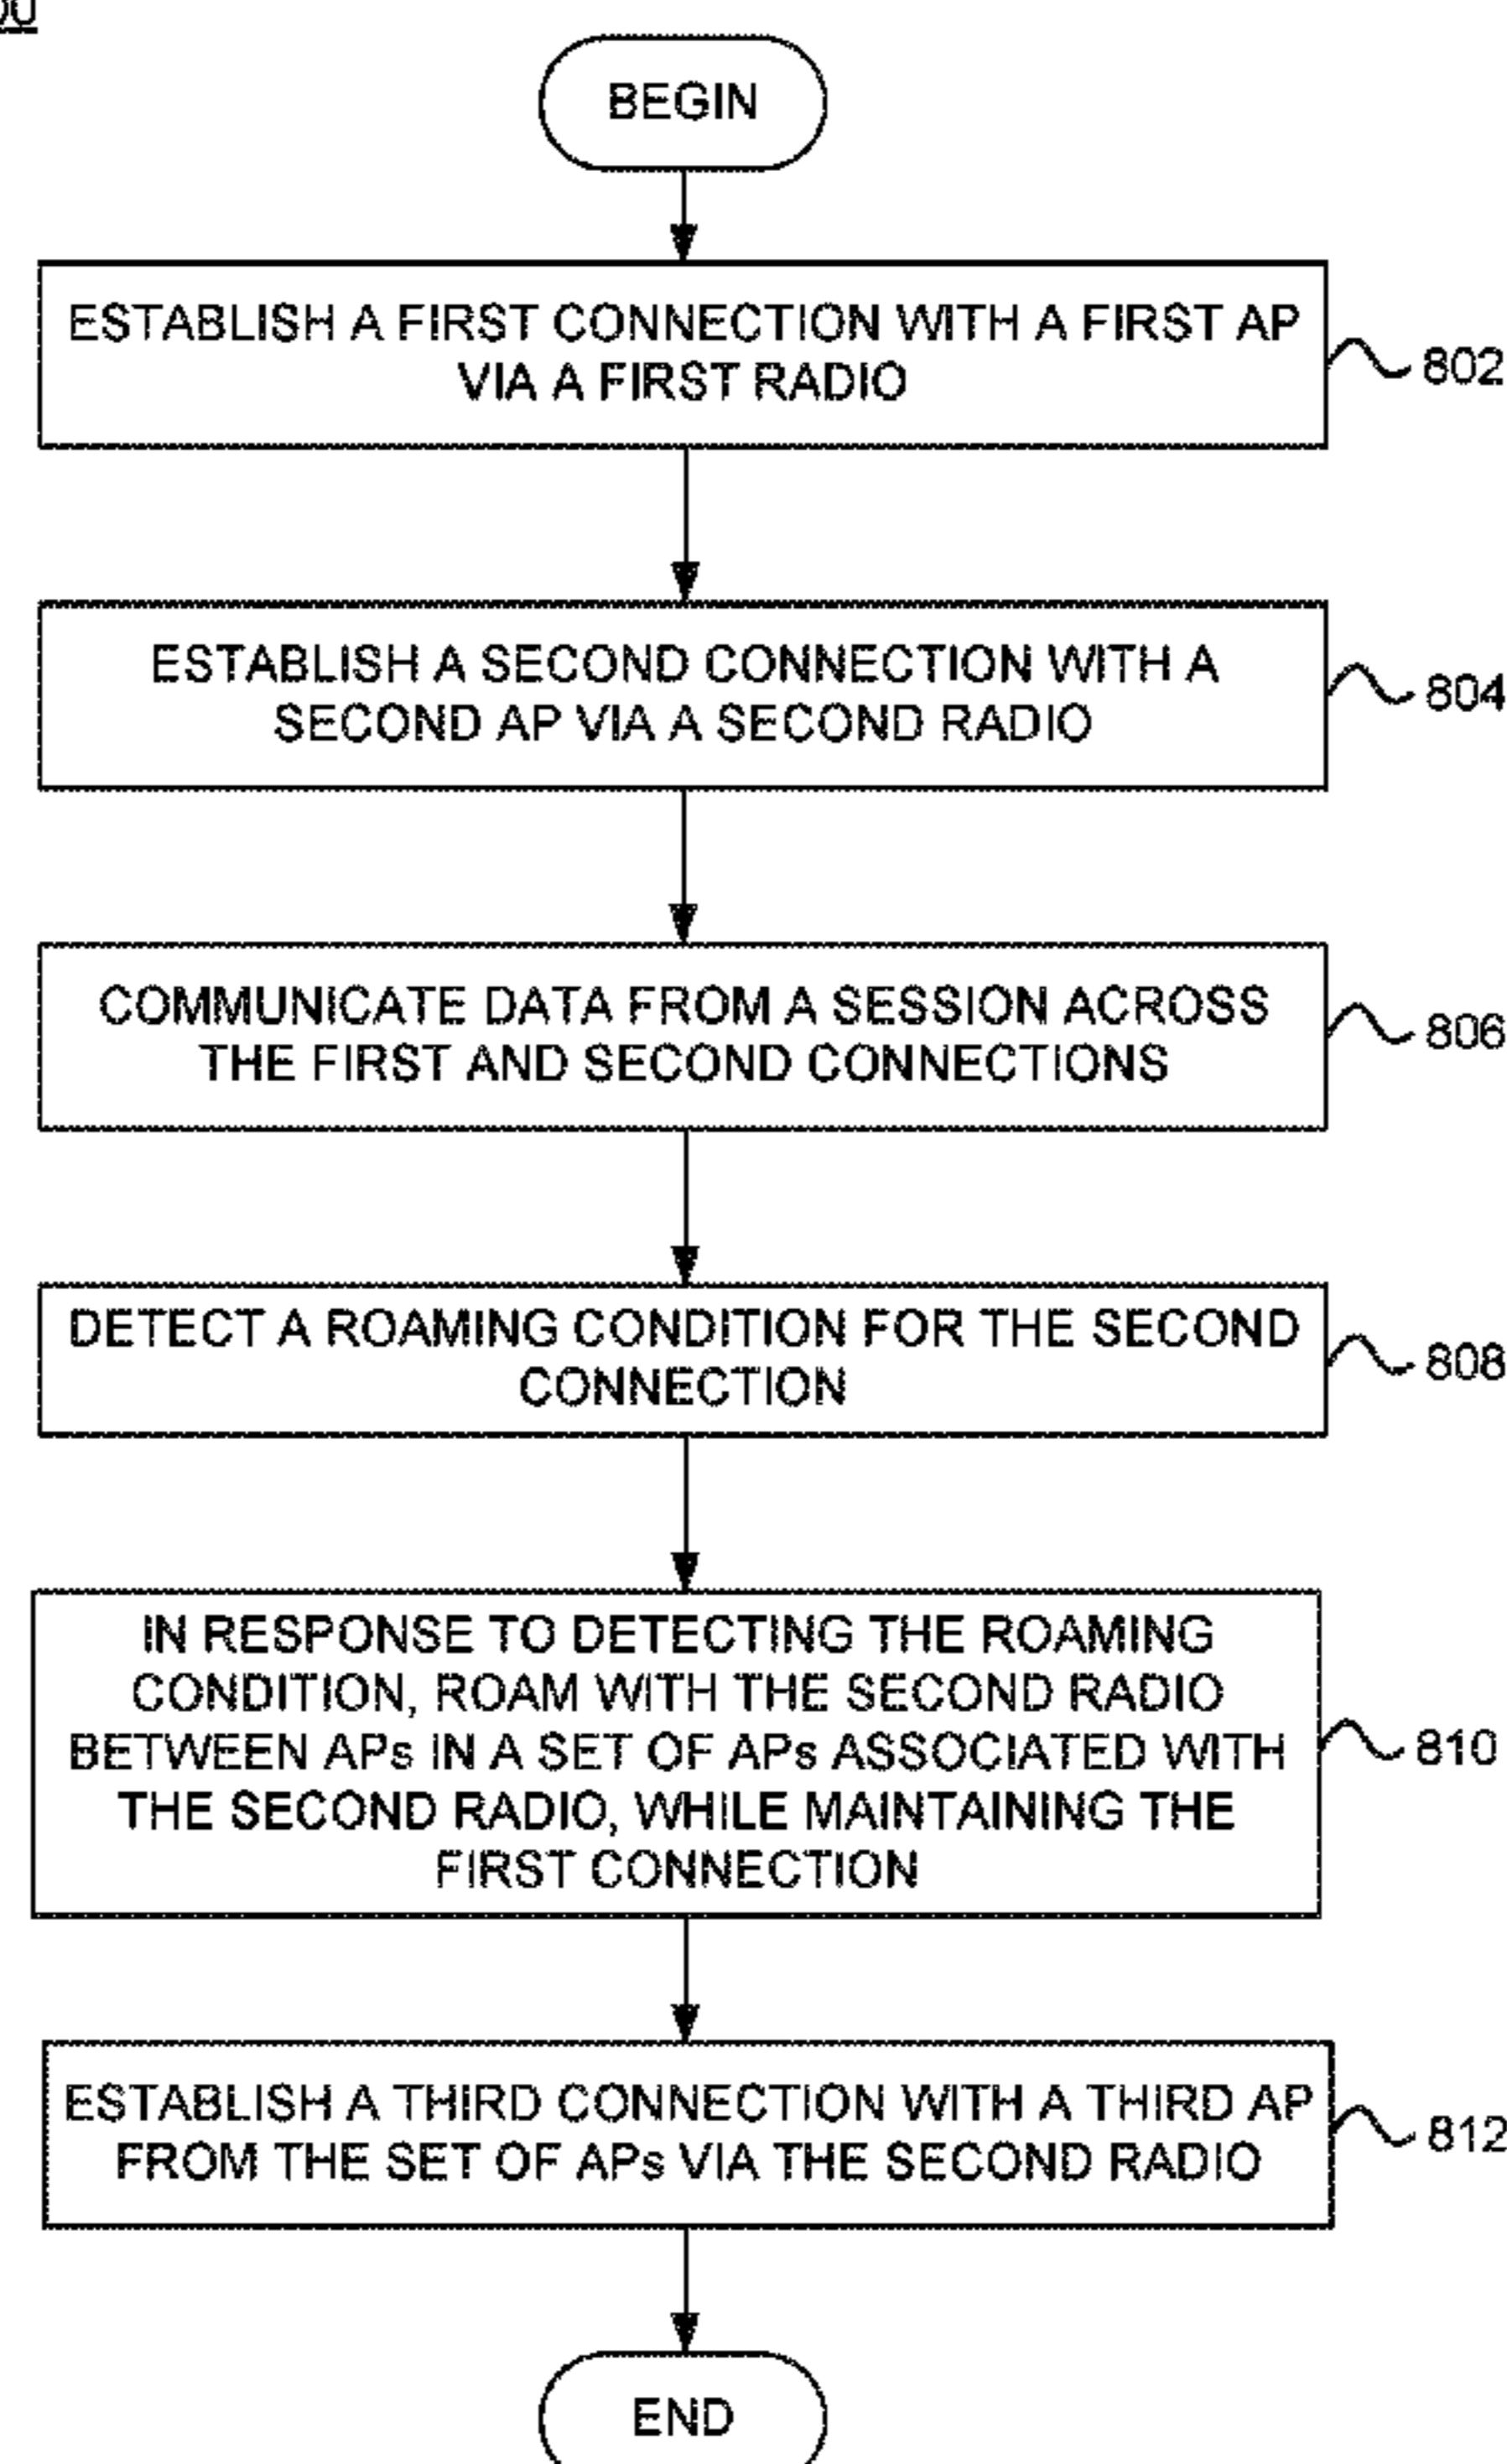 BEGIN
ESTABLISH A FIRST CONNECTION WITH A FIRST AP
VIA A FIRST RADIO
802
ESTABLISH A SECOND CONNECTION WITH A
SECOND AP VIA A SECOND RADIO
804
COMMUNICATE DATA FROM A SESSION ACROSS
THE FIRST AND SECOND CONNECTIONS
806
DETECT A ROAMING CONDITION FOR THE SECOND
CONNECTION
808
IN RESPONSE TO DETECTING THE ROAMING
CONDITION, ROAM WITH THE SECOND RADIO
BETWEEN APs IN A SET OF APs ASSOCIATED WITH
THE SECOND RADIO, WHILE MAINTAINING THE
FIRST CONNECTION
810
ESTABLISH A THIRD CONNECTION WITH A THIRD AP
FROM THE SET OF APs VIA THE SECOND RADIO
812
END